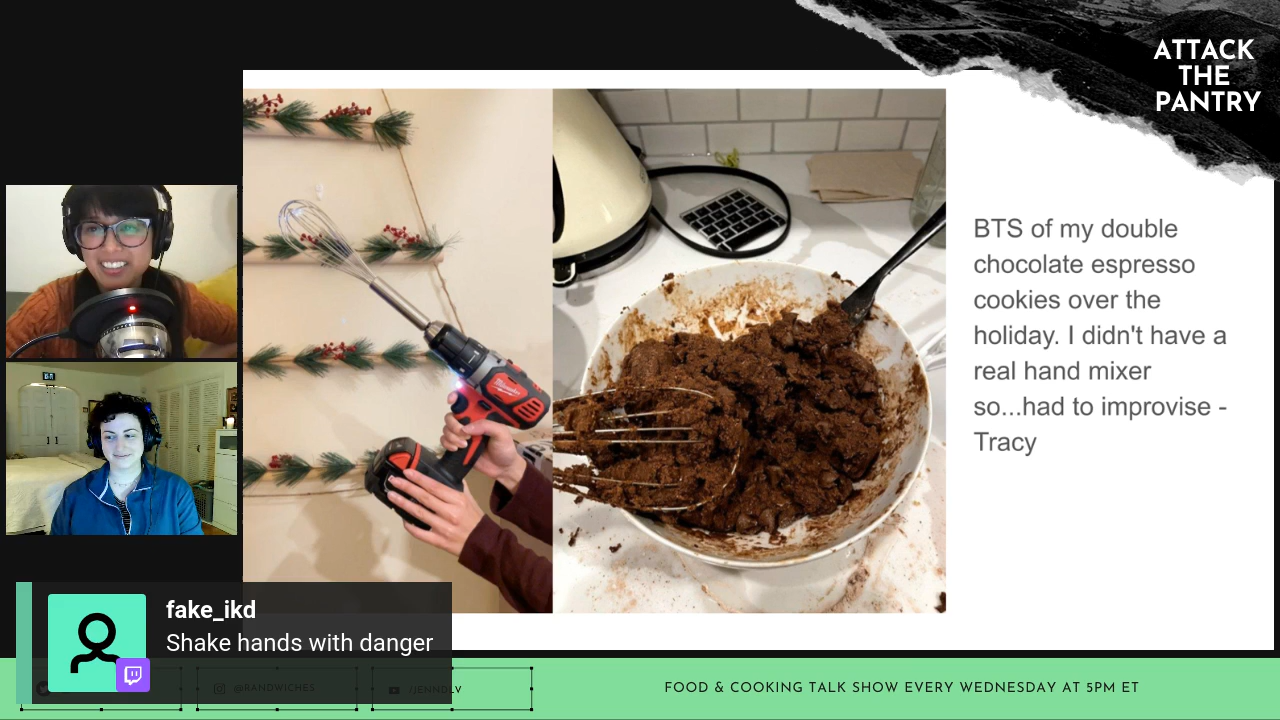 ATTACK
THE
PANTRY
BTS of my double
chocolate espresso
cookies over the
holiday. I didn't have a
real hand mixer
so...had to improvise -
Tracy
Milwaukee
fake_ikd
Shake hands with danger
@RANDWICHES
/JENNDLV
FOOD & COOKING TALK SHOW EVERY WEDNESDAY AT 5PM ET